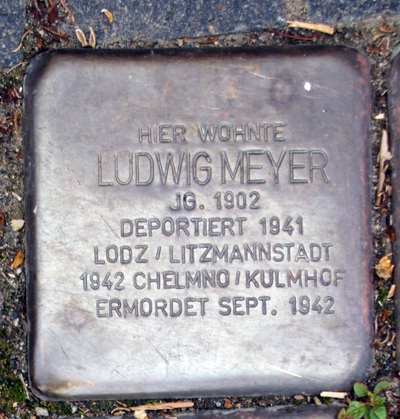 HIER WOHNTE
LUDWIG MEYER
JG. 1902
DEPORTIERT 1941
LODZ / LITZMANNSTADT
1942 CHELMNO / KULMHOF
ERMORDET SEPT. 1942